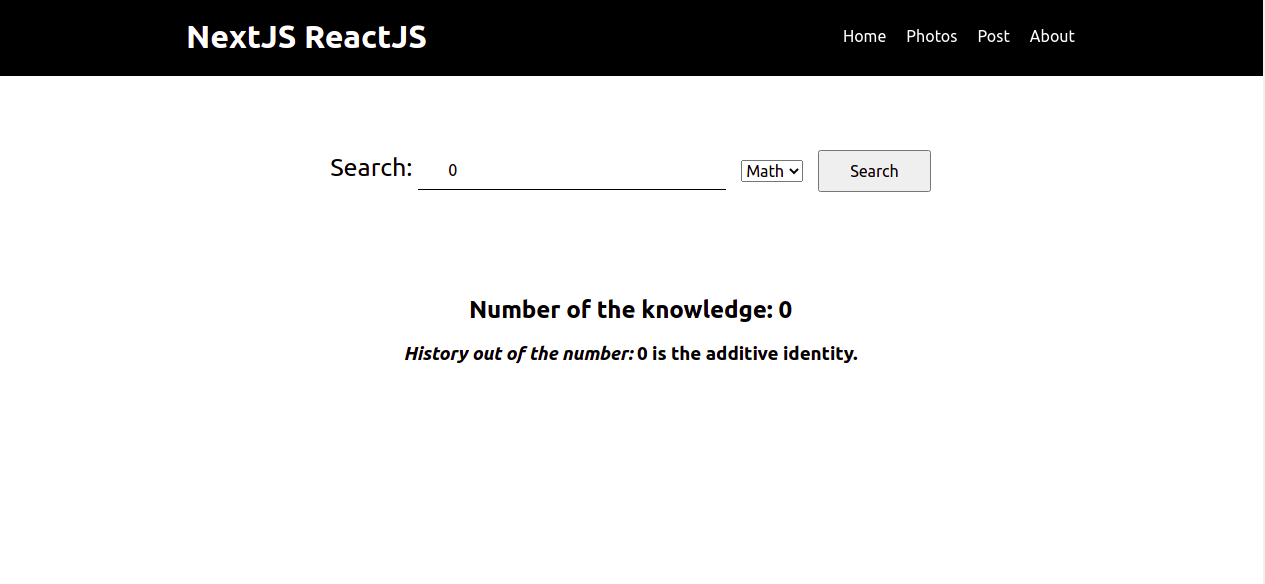 NextJS ReactJS Home Photos Post About
Search: 0 Math Search
Number of the knowledge: 0
History out of the number: 0 is the additive identity.